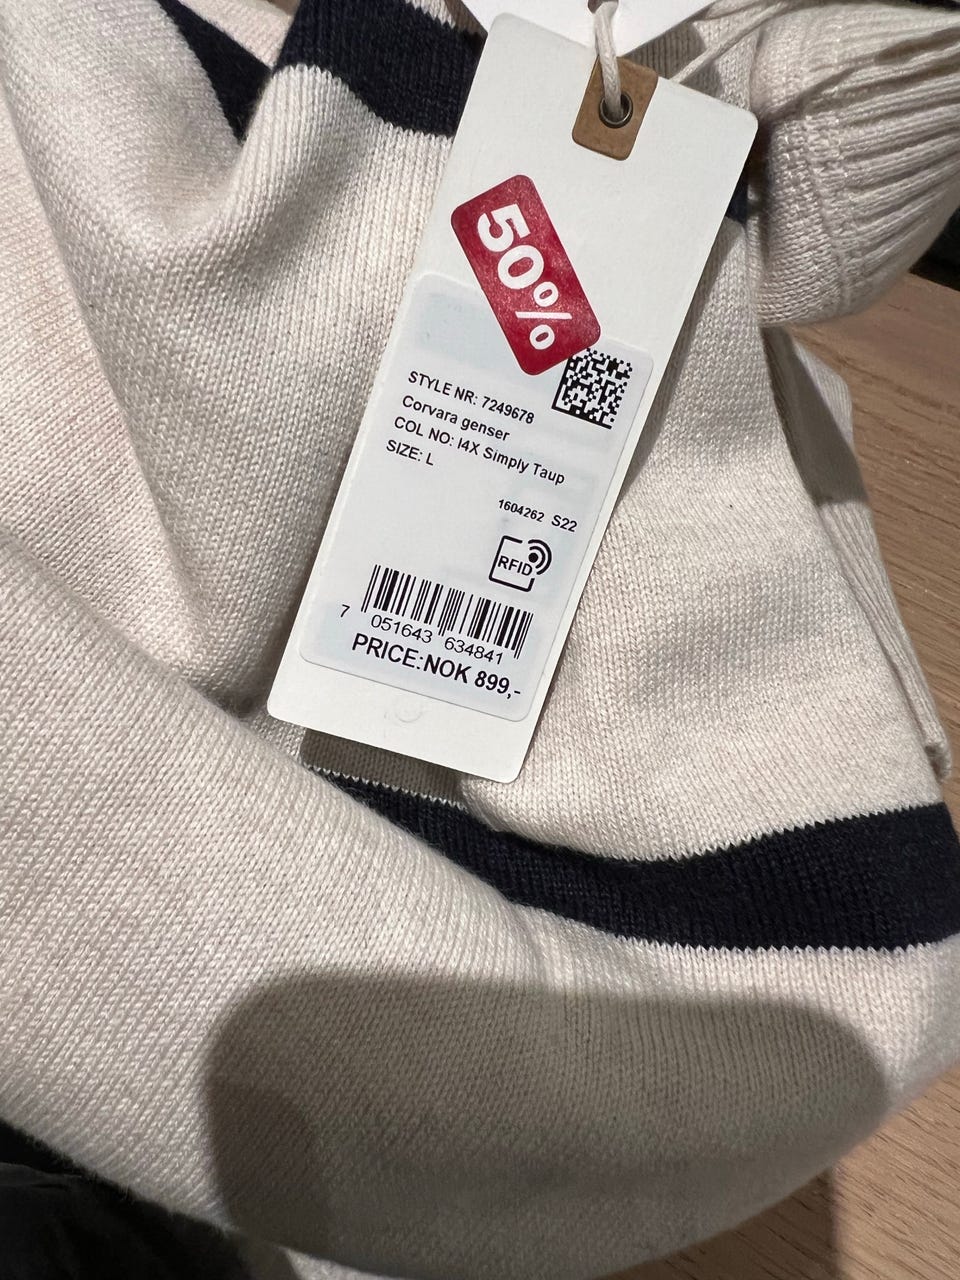 50%
STYLE NR: 7249678
Corvara genser
COL NO: I4X Simply Taup
SIZE: L
1604262 S22
RFID
7 051643 634841
PRICE:NOK 899,-